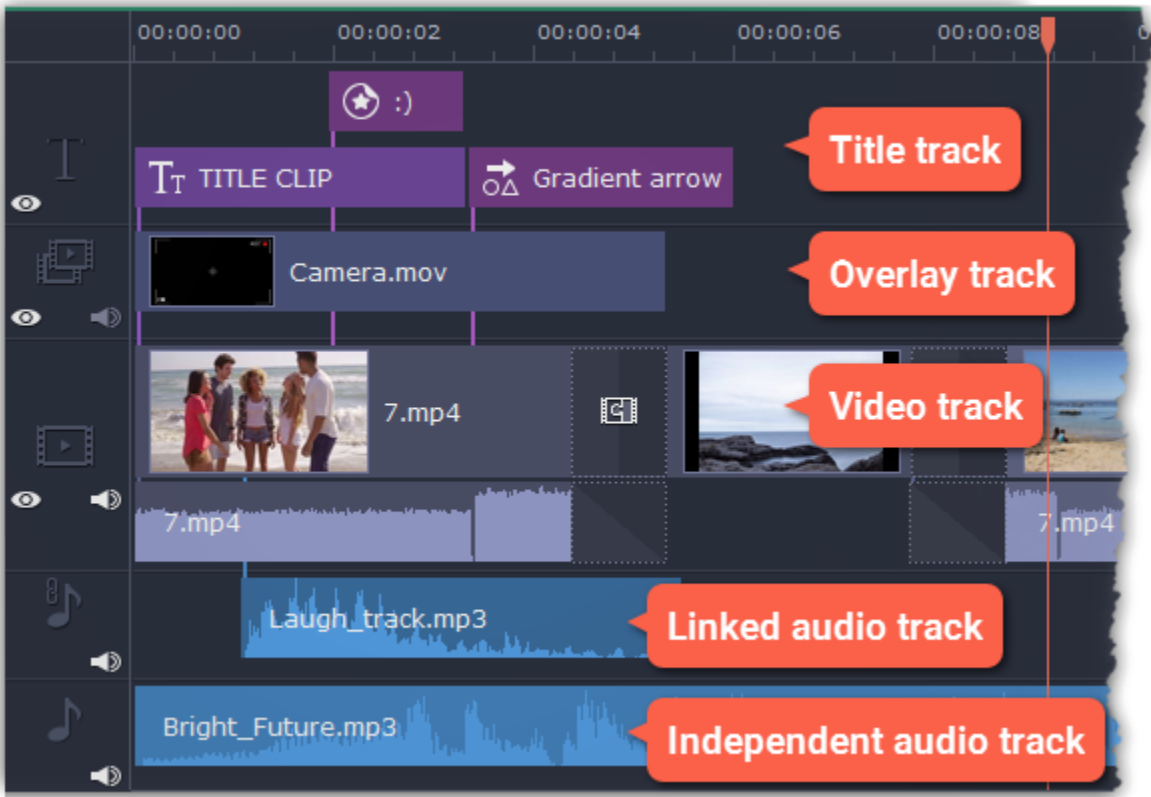 00:00:00 00:00:02 00:00:04 00:00:06 00:00:08
:)
Title track
TT TITLE CLIP
Gradient arrow
Camera.mov
Overlay track
7.mp4
Video track
7.mp4
7.mp4
Laugh_track.mp3
Linked audio track
Bright_Future.mp3
Independent audio track